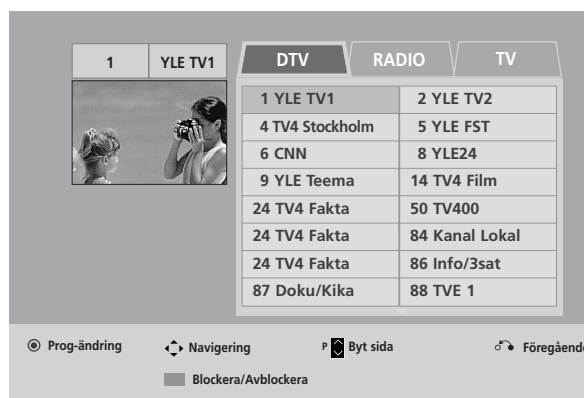 1 YLE TV1
DTV RADIO TV
1 YLE TV1 2 YLE TV2
4 TV4 Stockholm 5 YLE FST
6 CNN 8 YLE24
9 YLE Teema 14 TV4 Film
24 TV4 Fakta 50 TV400
24 TV4 Fakta 84 Kanal Lokal
24 TV4 Fakta 86 Info/3sat
87 Doku/Kika 88 TVE 1
Prog-ändring Navigering P Byt sida Föregående
Blockera/Avblockera